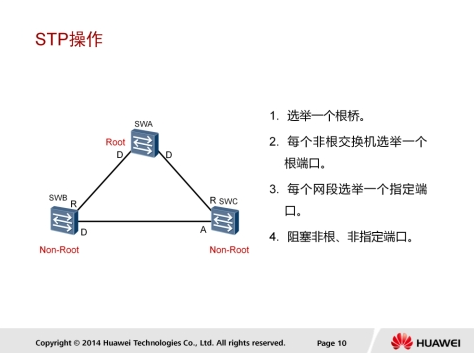 STP操作
SWA
Root
D D
SWB
R
R SWC
D
A
Non-Root
Non-Root
1. 选举一个根桥。
2. 每个非根交换机选举一个
根端口。
3. 每个网段选举一个指定端
口。
4. 阻塞非根、非指定端口。
Copyright © 2014 Huawei Technologies Co., Ltd. All rights reserved.
Page 10
HUAWEI